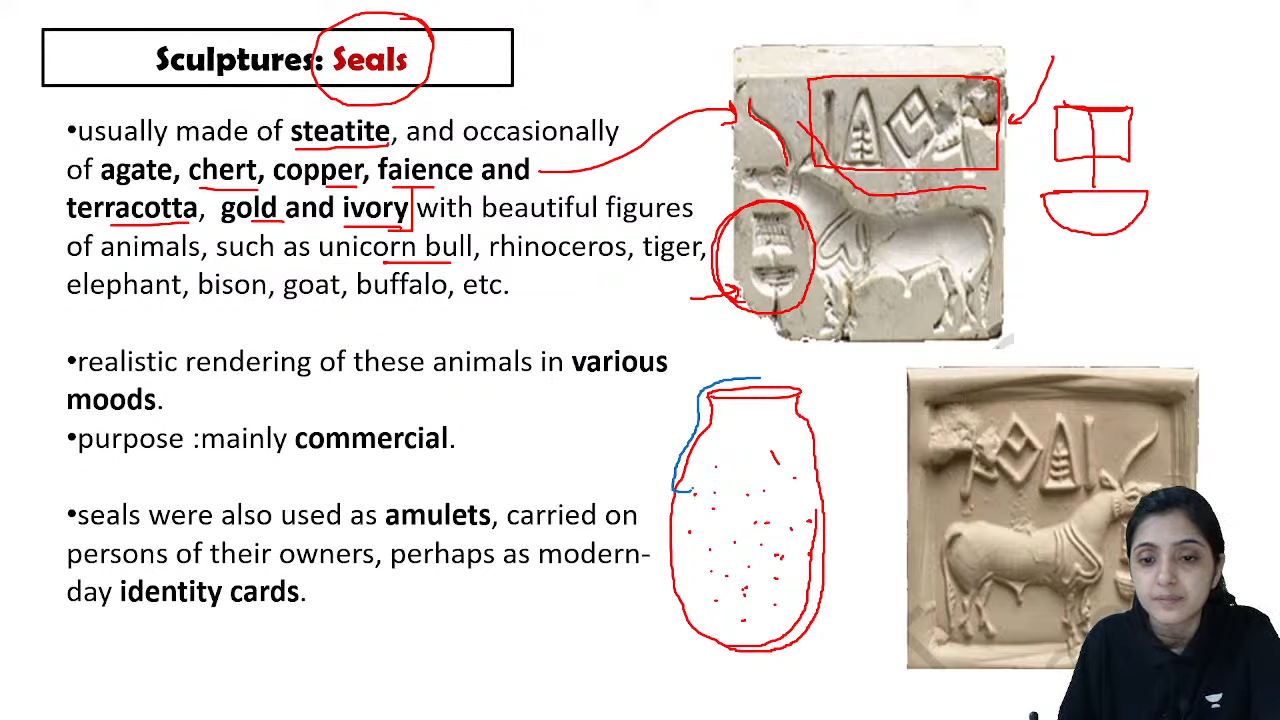 Sculptures: Seals
•usually made of steatite, and occasionally
of agate, chert, copper, faience and
terracotta, gold and ivory with beautiful figures
of animals, such as unicorn bull, rhinoceros, tiger,
elephant, bison, goat, buffalo, etc.
•realistic rendering of these animals in various
moods.
•purpose :mainly commercial.
•seals were also used as amulets, carried on
persons of their owners, perhaps as modern-
day identity cards.